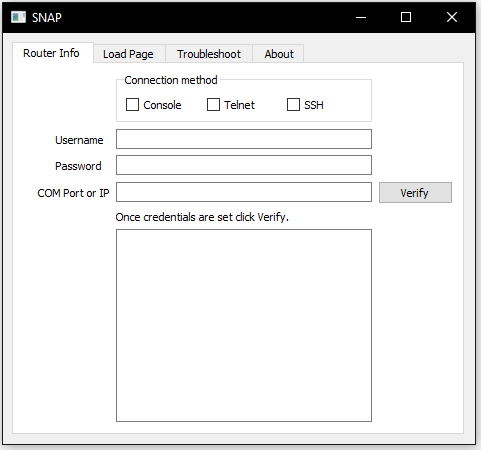 SNAP
Router Info Load Page Troubleshoot About
Connection method
Console Telnet SSH
Username
Password
COM Port or IP Verify
Once credentials are set click Verify.